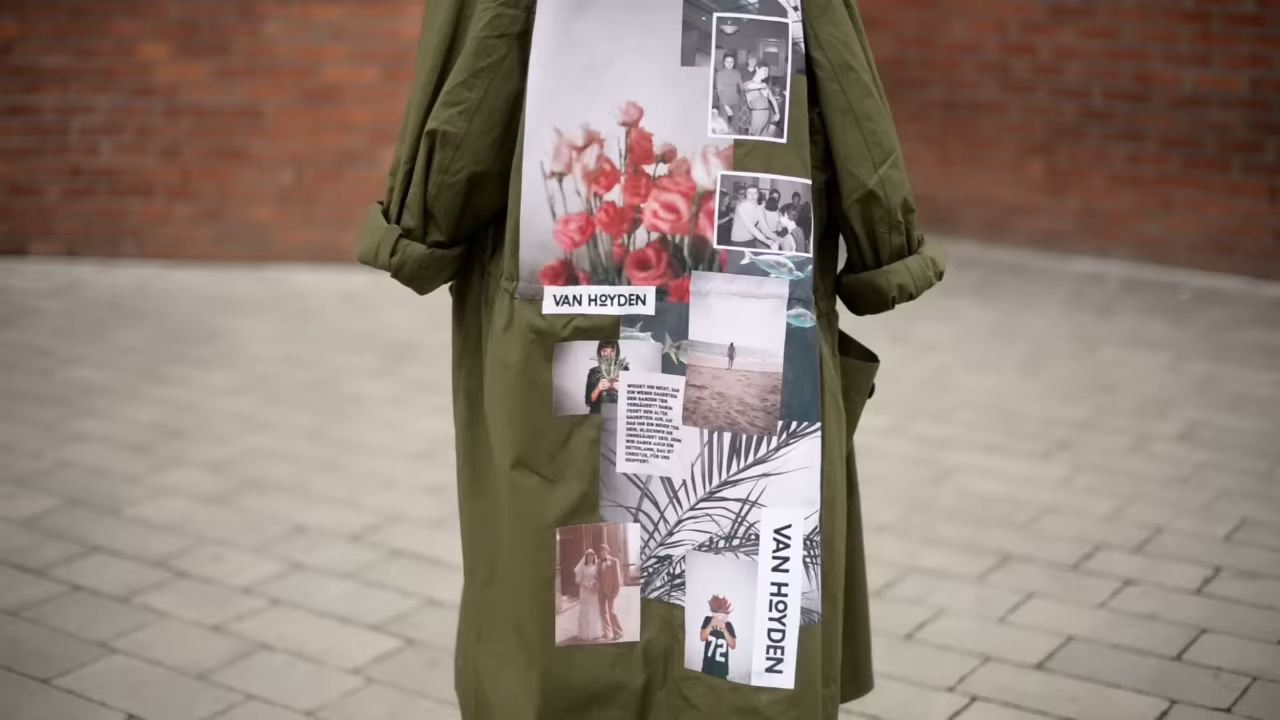 VAN HOYDEN
WISSET IHR NICHT, DAß
EIN WENIG SAUERTEIG
DEN GANZEN TEIG
VERSÄUERT? DARUM
FEGET DEN ALTEN
SAUERTEIG AUS, AUF
DAß IHR EIN NEUER TEIG
SEID, GLEICHWIE IHR
UNGESÄUERT SEID. DENN
WIR HABEN AUCH EIN
OSTERLAMM, DAS IST
CHRISTUS, FÜR UNS
GEOPFERT.
72
VAN HOYDEN